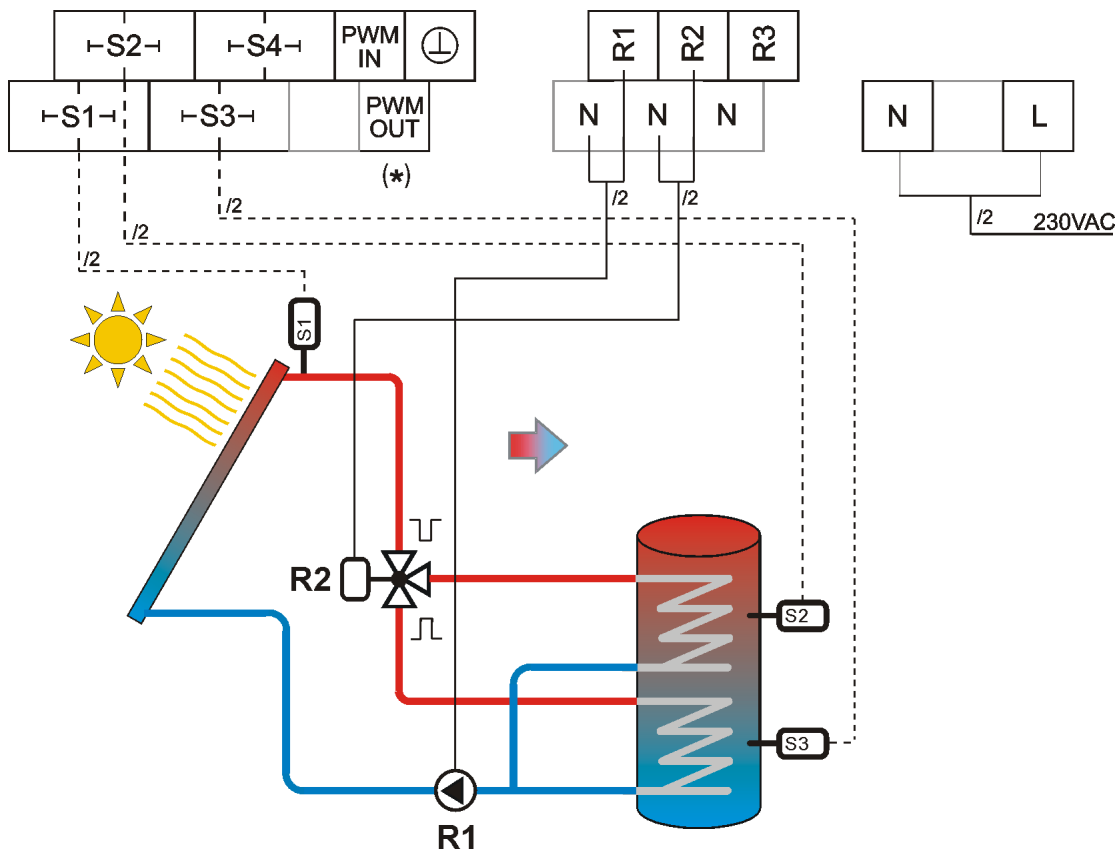 S2 S4 PWM IN R1 R2 R3
S1 S3 PWM OUT N N N N L
(*)
/2 /2 /2
/2 /2 /2 230VAC
S1
R2
S2
S3
R1